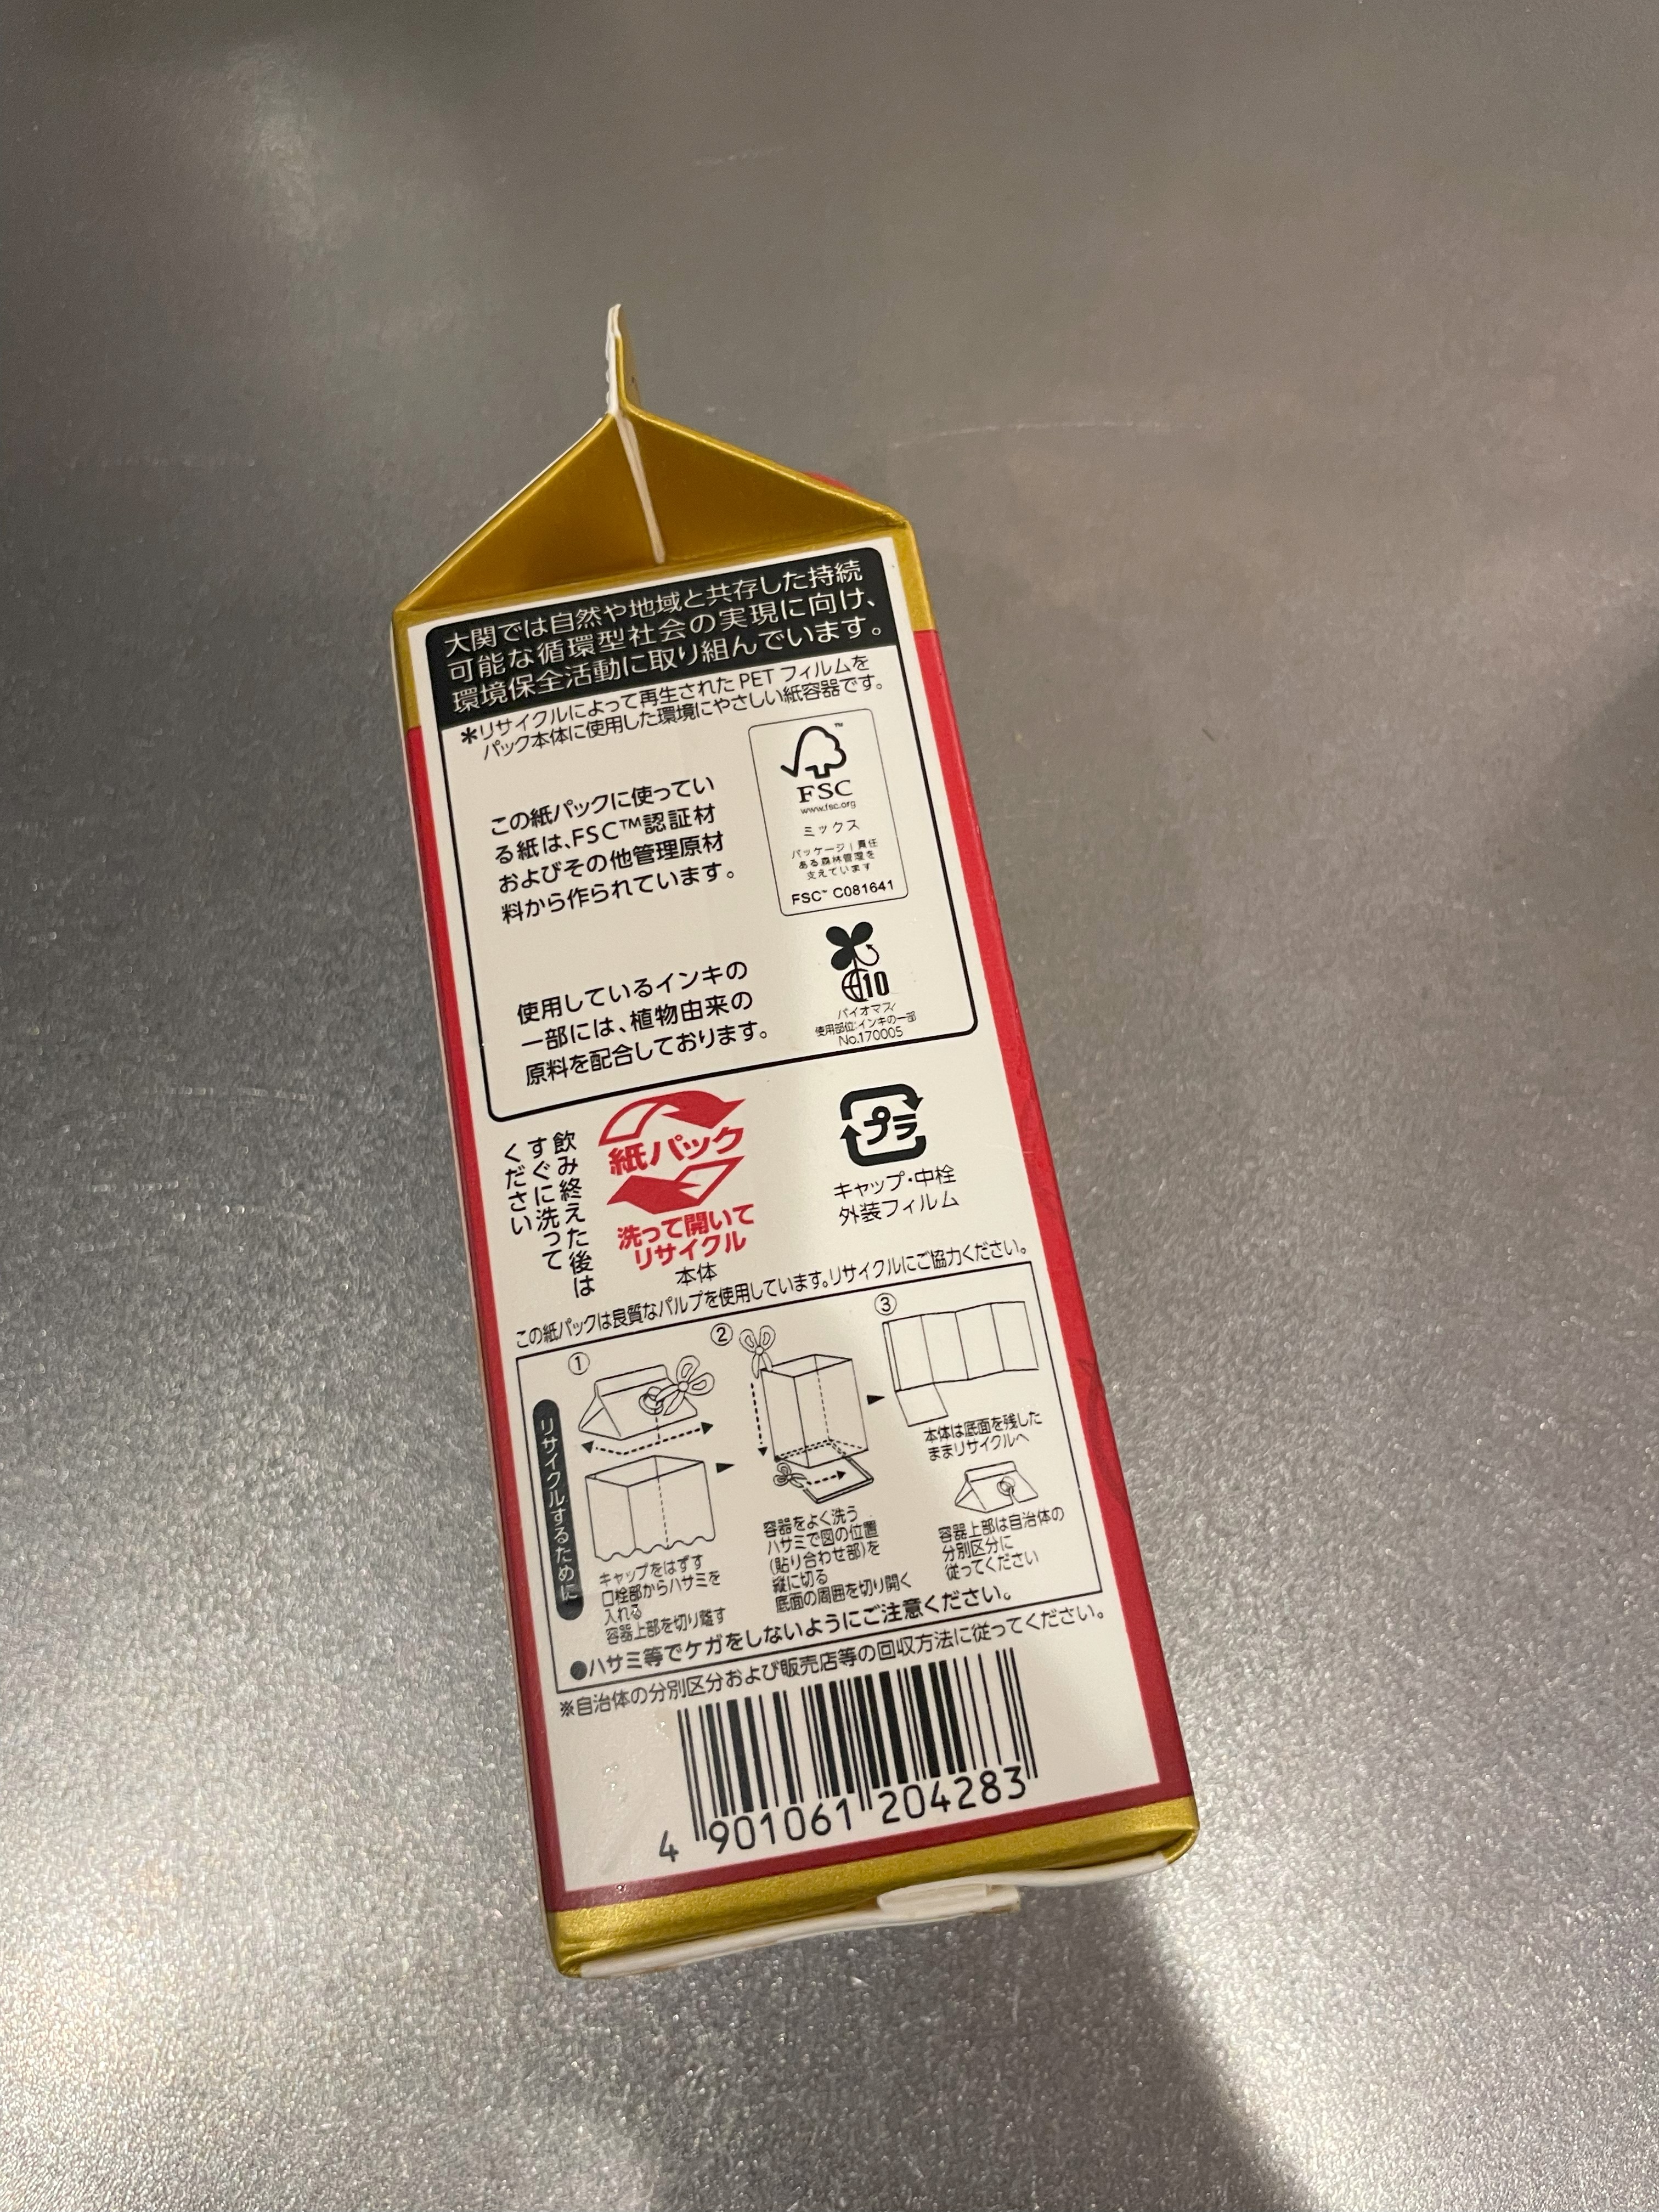 大関では自然や地域と共存した持続
可能な循環型社会の実現に向け、
環境保全活動に取り組んでいます。
＊リサイクルによって再生されたPETフィルムを
パック本体に使用した環境にやさしい紙容器です。
この紙パックに使ってい
る紙は、FSC™認証材
およびその他管理原材
料から作られています。
FSC
www.fsc.org
ミックス
パッケージ｜責任
ある森林管理を
支えています
FSC™ C081641
使用しているインキの
一部には、植物由来の
原料を配合しております。
10
バイオマス
使用部位:インキの一部
No.170005
飲み終えた後は
すぐに洗って
ください
紙パック
洗って開いて
リサイクル
本体
プラ
キャップ・中栓
外装フィルム
この紙パックは良質なパルプを使用しています。リサイクルにご協力ください。
リサイクルするために
①
キャップをはずす
口栓部からハサミを
入れる
容器上部を切り離す
②
容器をよく洗う
ハサミで図の位置
(貼り合わせ部)を
縦に切る
底面の周囲を切り開く
③
本体は底面を残した
ままリサイクルへ
容器上部は自治体の
分別区分に
従ってください
●ハサミ等でケガをしないようにご注意ください。
※自治体の分別区分および販売店等の回収方法に従ってください。
4 901061 204283